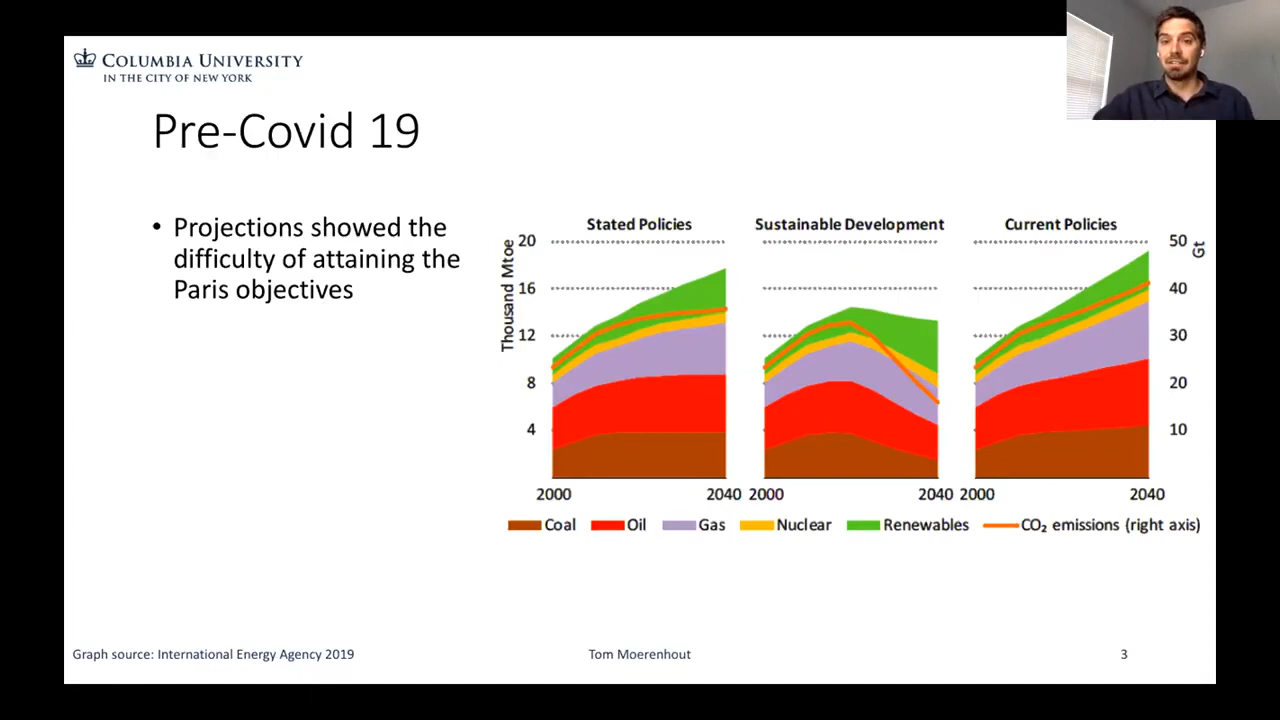 COLUMBIA UNIVERSITY
IN THE CITY OF NEW YORK
Pre-Covid 19
• Projections showed the
difficulty of attaining the
Paris objectives
Stated Policies
Sustainable Development
Current Policies
Thousand Mtoe
20
16
12
8
4
50
40
30
20
10
Gt
2000
2040
2000
2040
2000
2040
Coal
Oil
Gas
Nuclear
Renewables
CO₂ emissions (right axis)
Graph source: International Energy Agency 2019
Tom Moerenhout
3